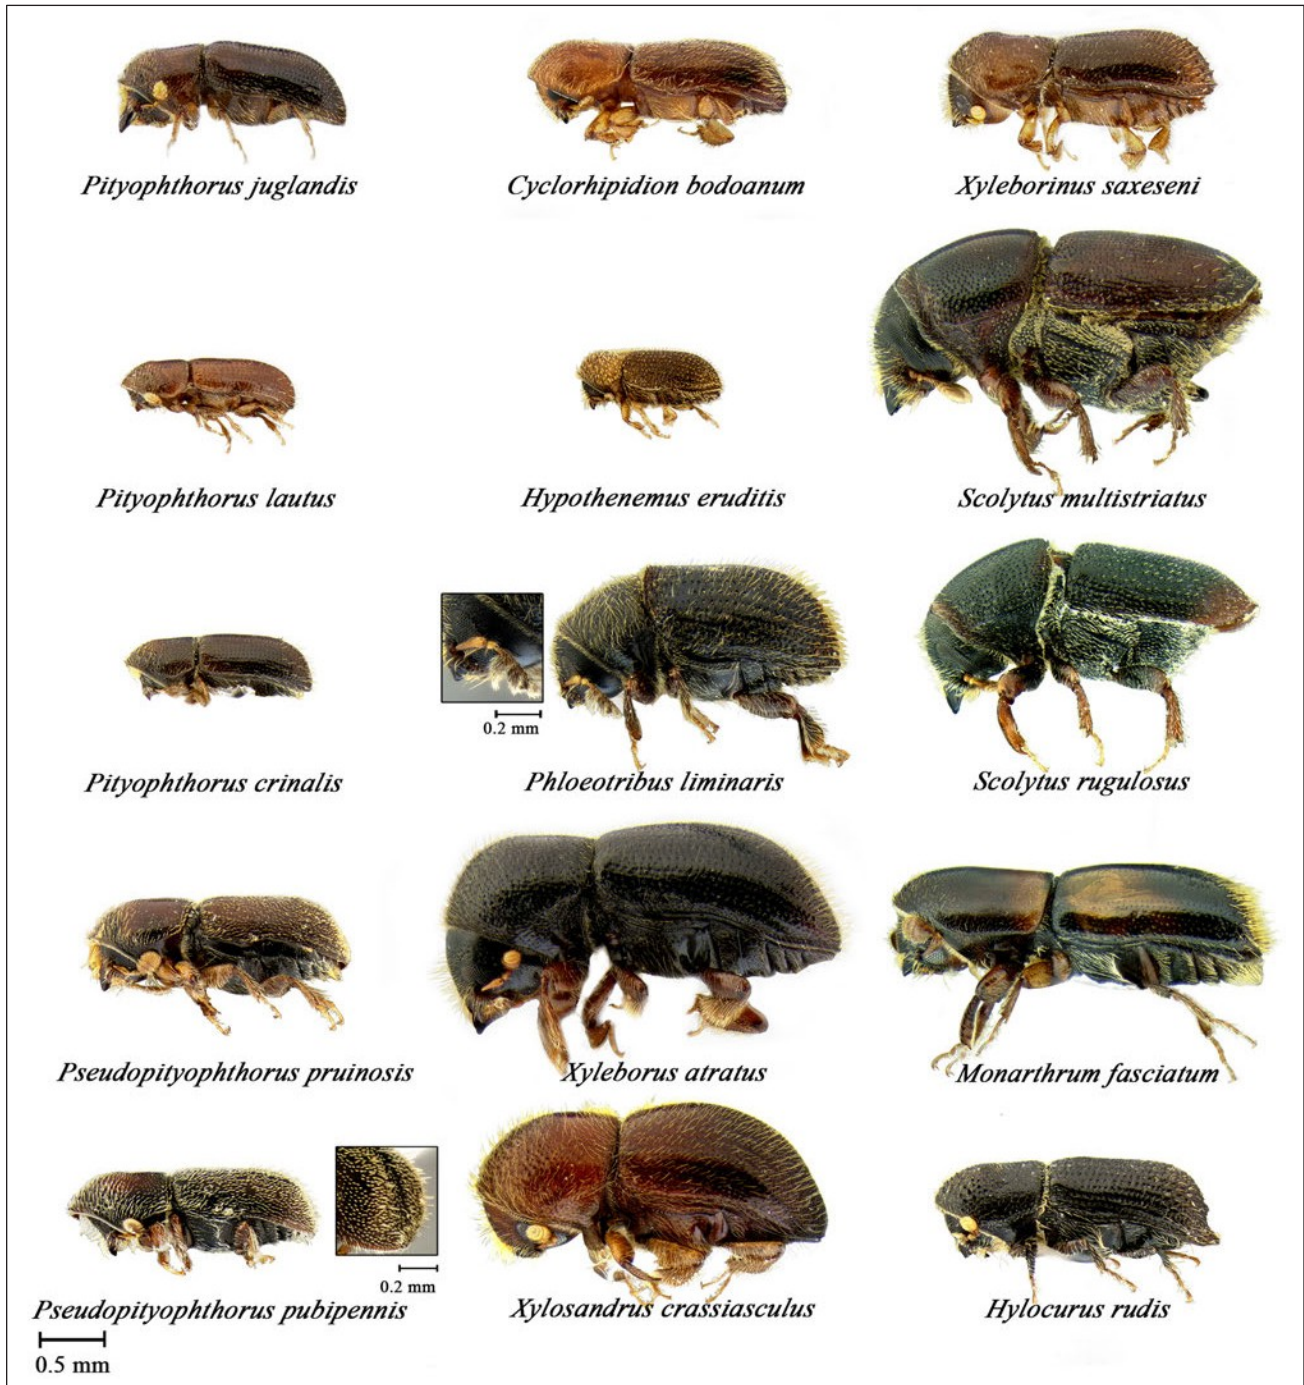 Pityophthorus juglandis
Cyclorhipidion bodoanum
Xyleborinus saxeseni
Pityophthorus lautus
Hypothenemus eruditis
Scolytus multistriatus
0.2 mm
Pityophthorus crinalis
Phloeotribus liminaris
Scolytus rugulosus
Pseudopityophthorus pruinosis
Xyleborus atratus
Monarthrum fasciatum
0.2 mm
Pseudopityophthorus pubipennis
Xylosandrus crassiasculus
Hylocurus rudis
0.5 mm